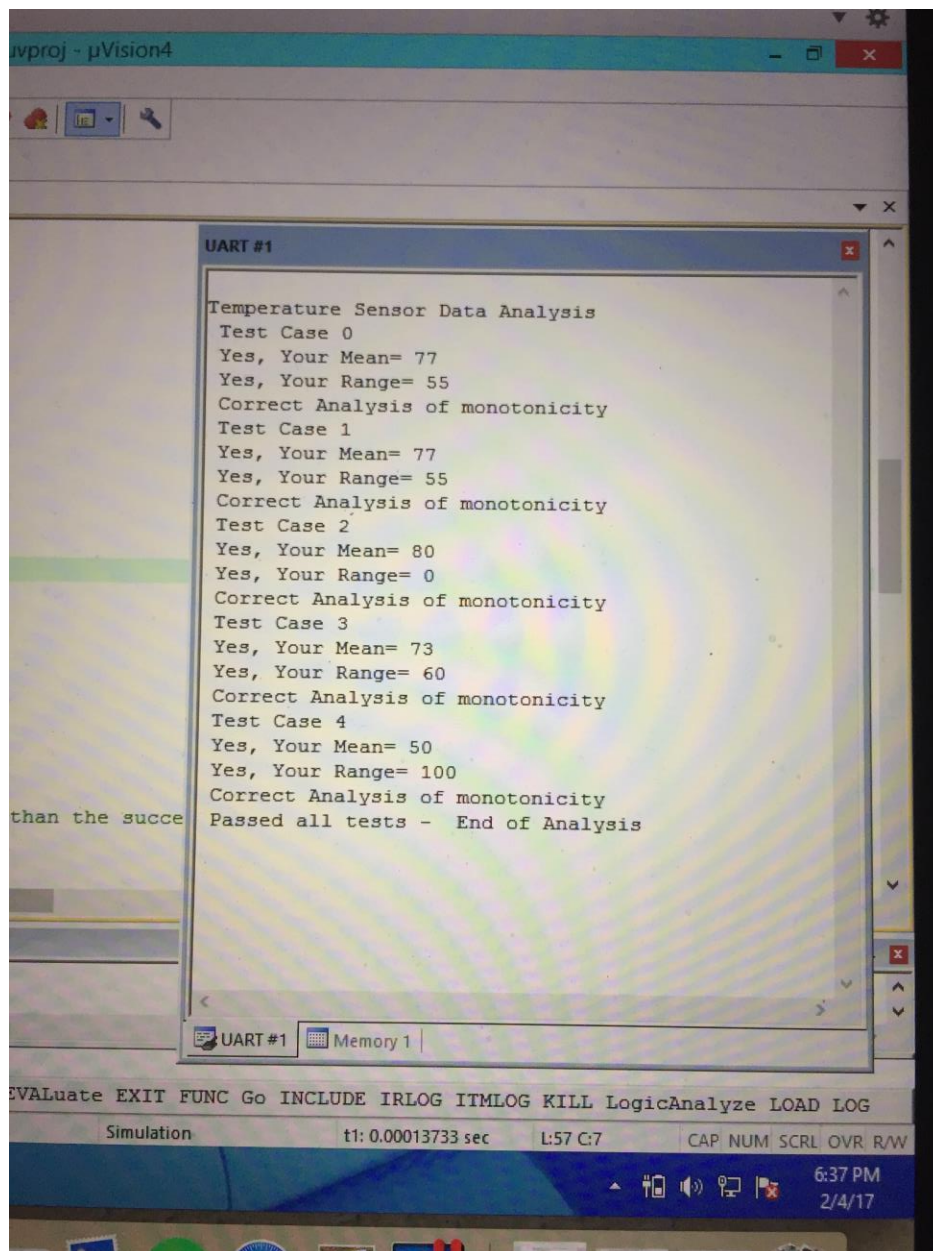 uvproj - µVision4
UART #1
Temperature Sensor Data Analysis
Test Case 0
Yes, Your Mean= 77
Yes, Your Range= 55
Correct Analysis of monotonicity
Test Case 1
Yes, Your Mean= 77
Yes, Your Range= 55
Correct Analysis of monotonicity
Test Case 2
Yes, Your Mean= 80
Yes, Your Range= 0
Correct Analysis of monotonicity
Test Case 3
Yes, Your Mean= 73
Yes, Your Range= 60
Correct Analysis of monotonicity
Test Case 4
Yes, Your Mean= 50
Yes, Your Range= 100
Correct Analysis of monotonicity
than the succe
Passed all tests - End of Analysis
UART #1 Memory 1
EVALuate EXIT FUNC Go INCLUDE IRLOG ITMLOG KILL LogicAnalyze LOAD LOG
Simulation t1: 0.00013733 sec L:57 C:7 CAP NUM SCRL OVR R/W
6:37 PM
2/4/17